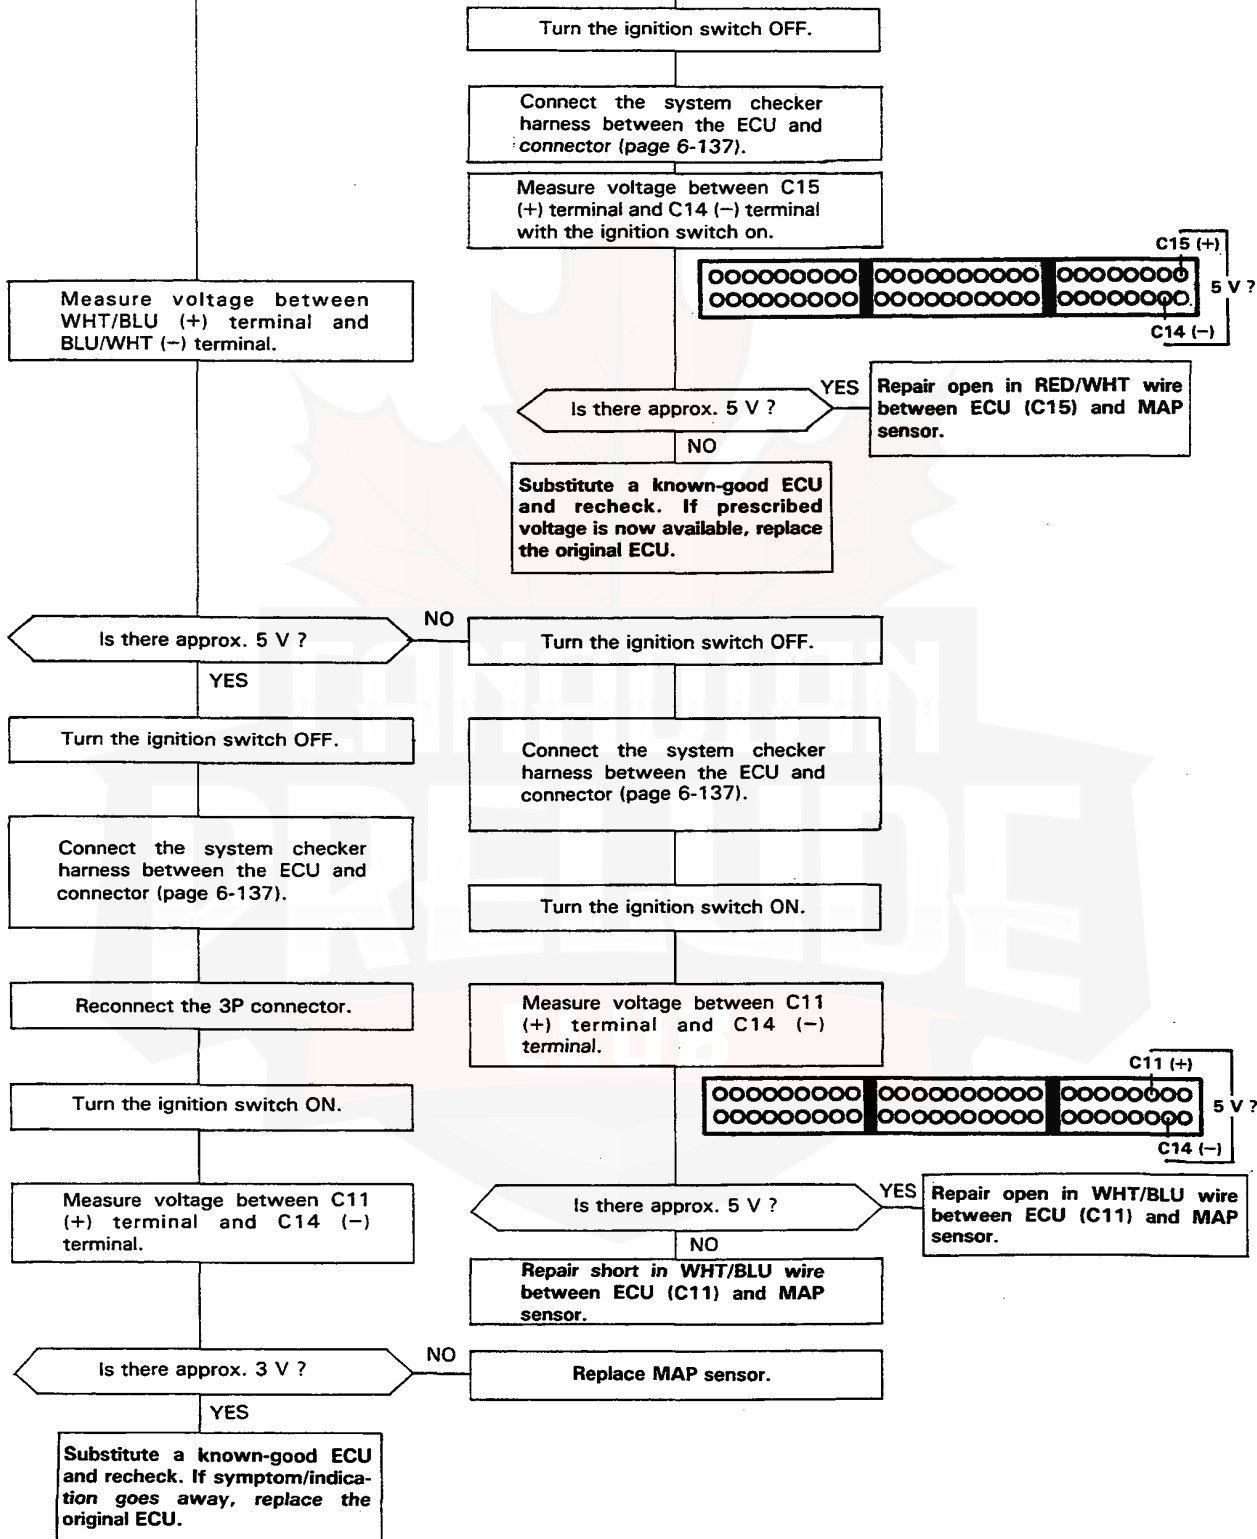 Turn the ignition switch OFF.
Connect the system checker
harness between the ECU and
connector (page 6-137).
Measure voltage between C15
(+) terminal and C14 (−) terminal
with the ignition switch on.
C15 (+)
5 V ?
C14 (−)
Measure voltage between
WHT/BLU (+) terminal and
BLU/WHT (−) terminal.
Is there approx. 5 V ?
YES
Repair open in RED/WHT wire
between ECU (C15) and MAP
sensor.
NO
Substitute a known-good ECU
and recheck. If prescribed
voltage is now available, replace
the original ECU.
Is there approx. 5 V ?
NO
Turn the ignition switch OFF.
YES
Turn the ignition switch OFF.
Connect the system checker
harness between the ECU and
connector (page 6-137).
Connect the system checker
harness between the ECU and
connector (page 6-137).
Turn the ignition switch ON.
Reconnect the 3P connector.
Measure voltage between C11
(+) terminal and C14 (−)
terminal.
C11 (+)
5 V ?
C14 (−)
Turn the ignition switch ON.
Measure voltage between C11
(+) terminal and C14 (−)
terminal.
Is there approx. 5 V ?
YES
Repair open in WHT/BLU wire
between ECU (C11) and MAP
sensor.
NO
Repair short in WHT/BLU wire
between ECU (C11) and MAP
sensor.
Is there approx. 3 V ?
NO
Replace MAP sensor.
YES
Substitute a known-good ECU
and recheck. If symptom/indica-
tion goes away, replace the
original ECU.
CANADIAN
PRELUDE
CLUB